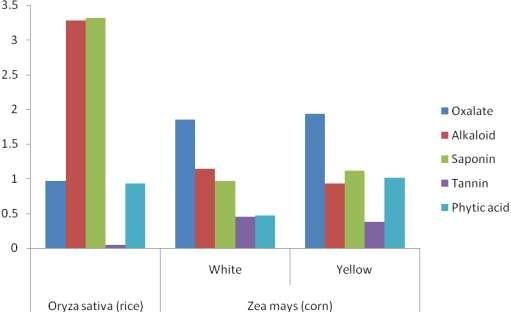 3.5
3
2.5
2
1.5
1
0.5
0
Oxalate
Alkaloid
Saponin
Tannin
Phytic acid
White
Yellow
Oryza sativa (rice)
Zea mays (corn)